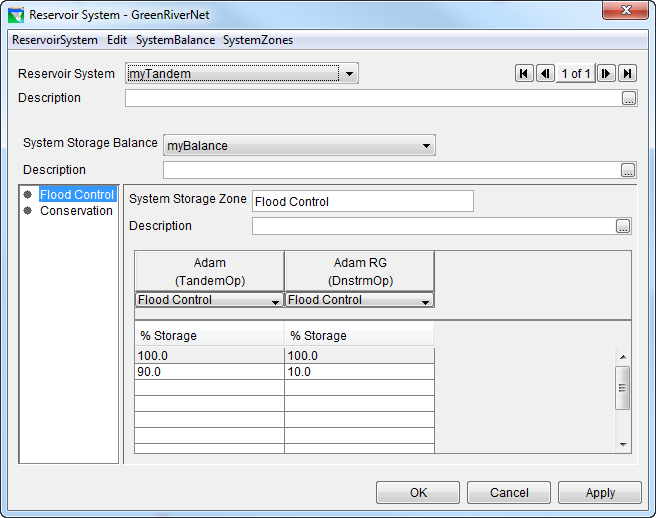 Reservoir System - GreenRiverNet
ReservoirSystem Edit SystemBalance SystemZones
Reservoir System myTandem 1 of 1
Description ...
System Storage Balance myBalance
Description ...
Flood Control
Conservation
System Storage Zone Flood Control
Description ...
Adam Adam RG
(TandemOp) (DnstrmOp)
Flood Control Flood Control
% Storage % Storage
100.0 100.0
90.0 10.0
OK Cancel Apply